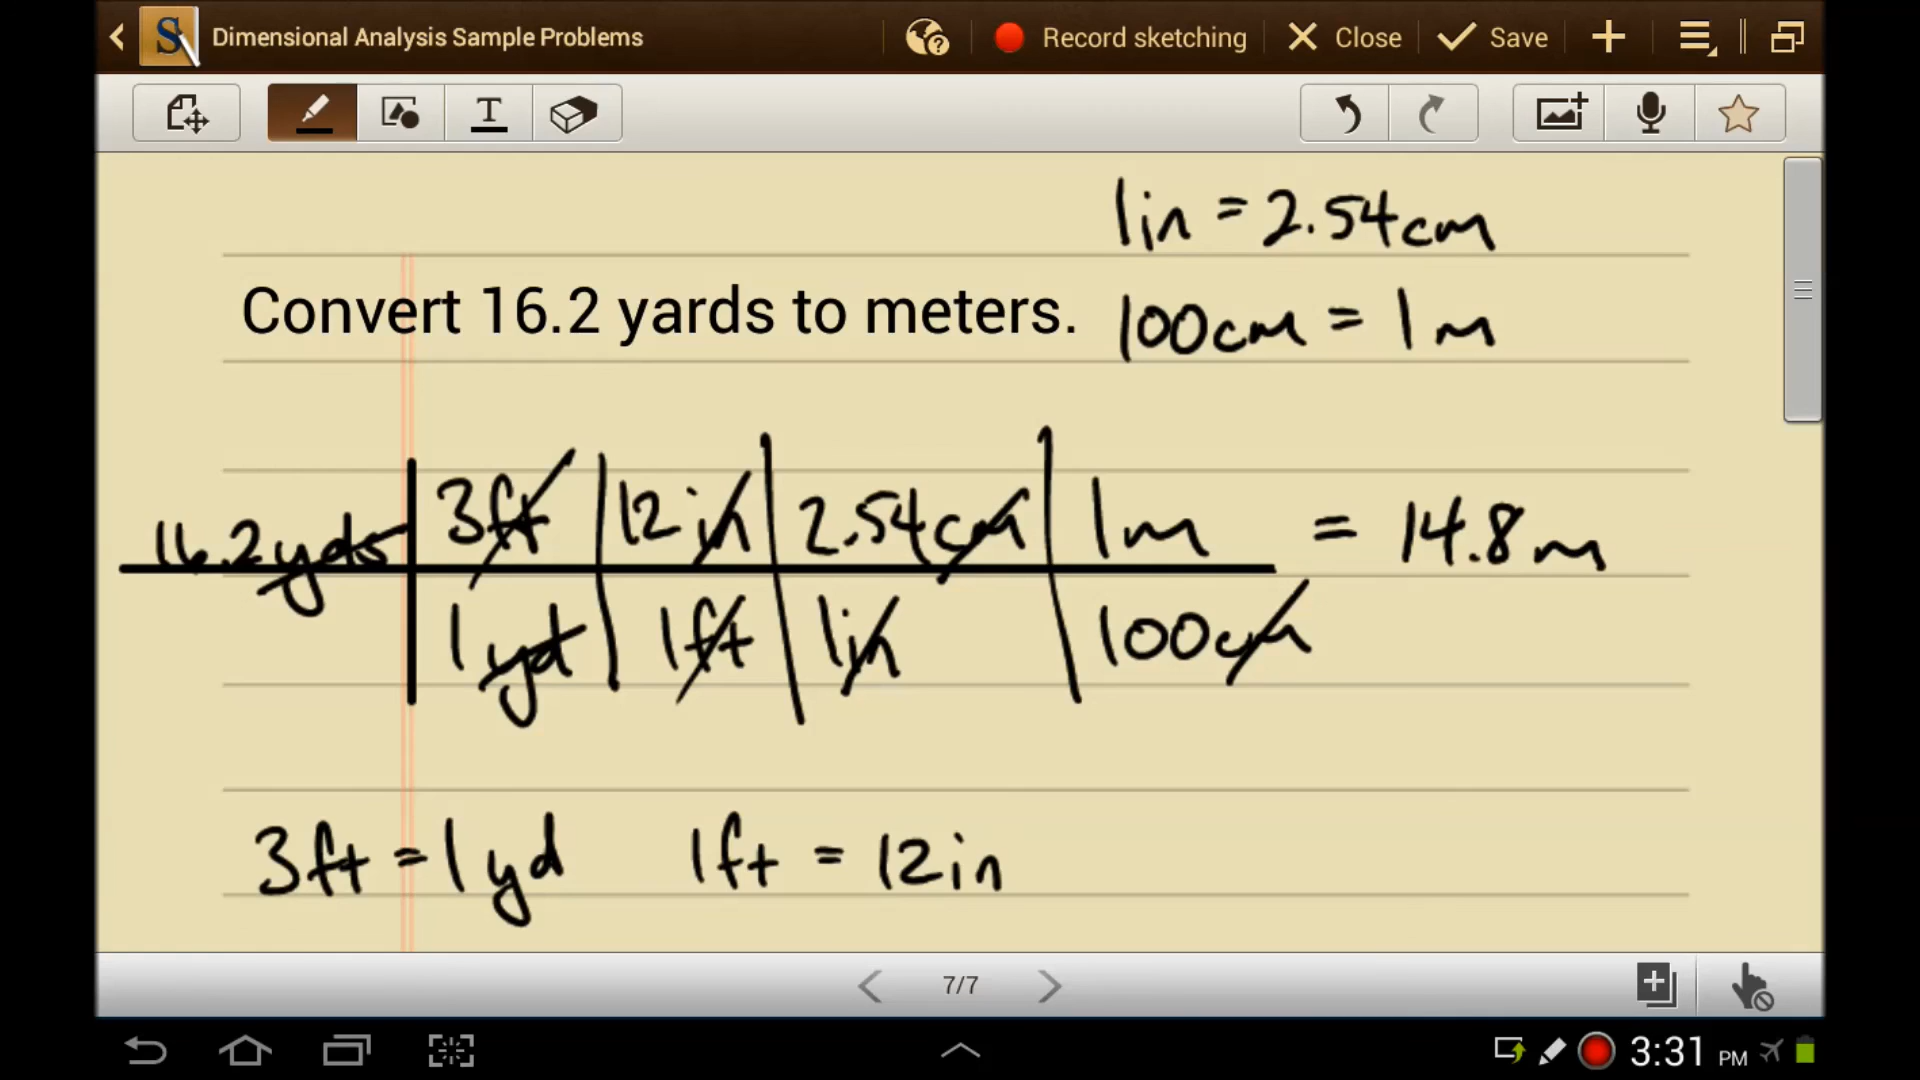 Dimensional Analysis Sample Problems Record sketching Close Save
T
1in = 2.54cm
Convert 16.2 yards to meters. 100cm = 1m
16.2yds 3ft 12in 2.54cm 1m = 14.8m
1yd 1ft 1in 100cm
3ft = 1yd 1ft = 12in
7/7
3:31 PM